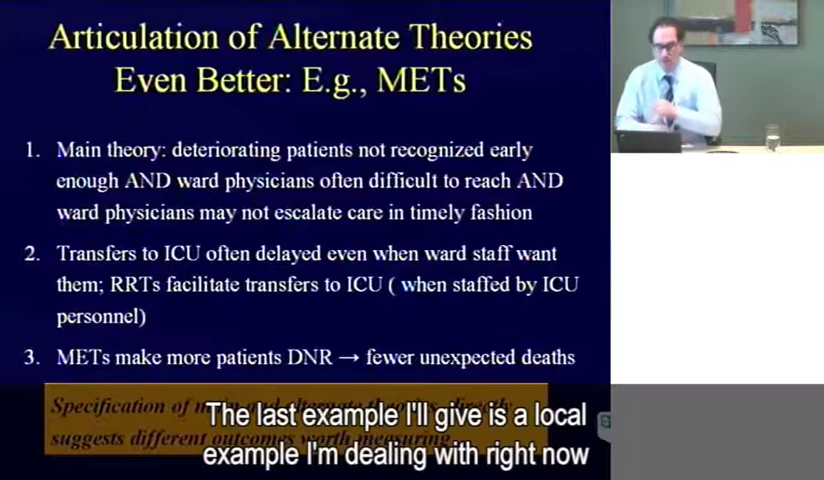 Articulation of Alternate Theories
Even Better: E.g., METs
1. Main theory: deteriorating patients not recognized early
enough AND ward physicians often difficult to reach AND
ward physicians may not escalate care in timely fashion
2. Transfers to ICU often delayed even when ward staff want
them; RRTs facilitate transfers to ICU ( when staffed by ICU
personnel)
3. METs make more patients DNR → fewer unexpected deaths
Specification of
suggests different outcomes worth measuring
The last example I'll give is a local
example I'm dealing with right now